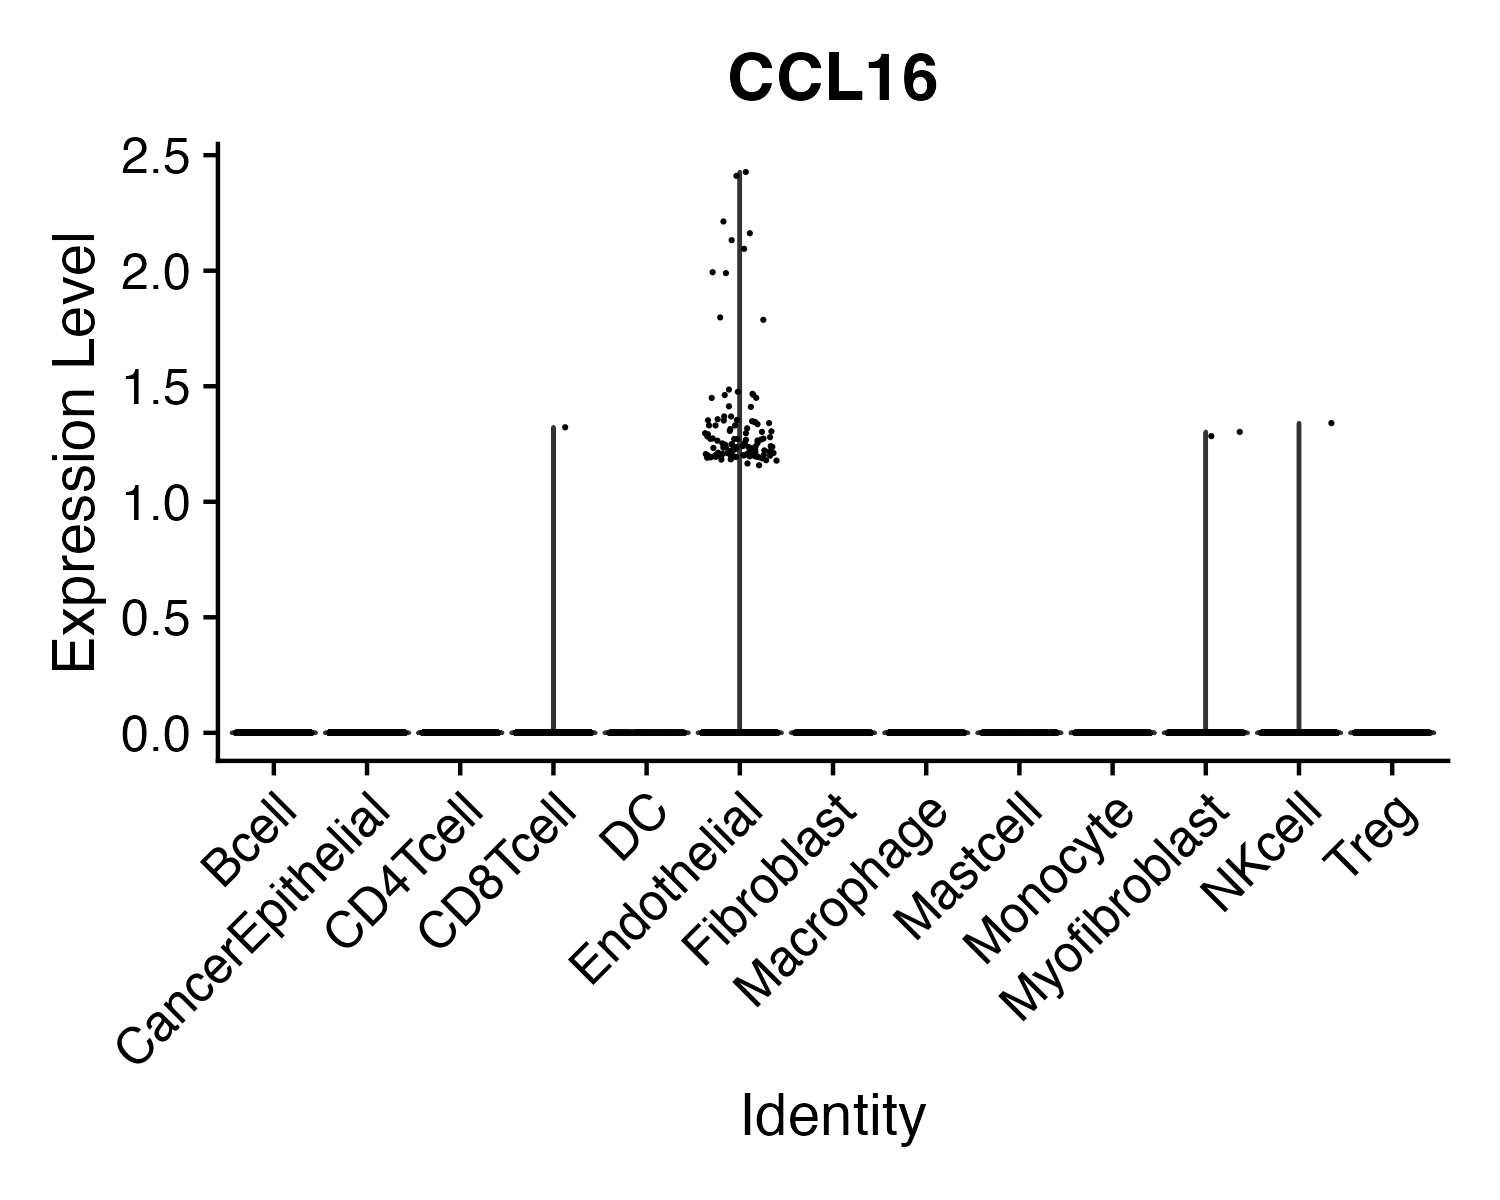 CCL16
Expression Level
2.5
2.0
1.5
1.0
0.5
0.0
Bcell
CancerEpithelial
CD4Tcell
CD8Tcell
DC
Endothelial
Fibroblast
Macrophage
Mastcell
Monocyte
Myofibroblast
NKcell
Treg
Identity